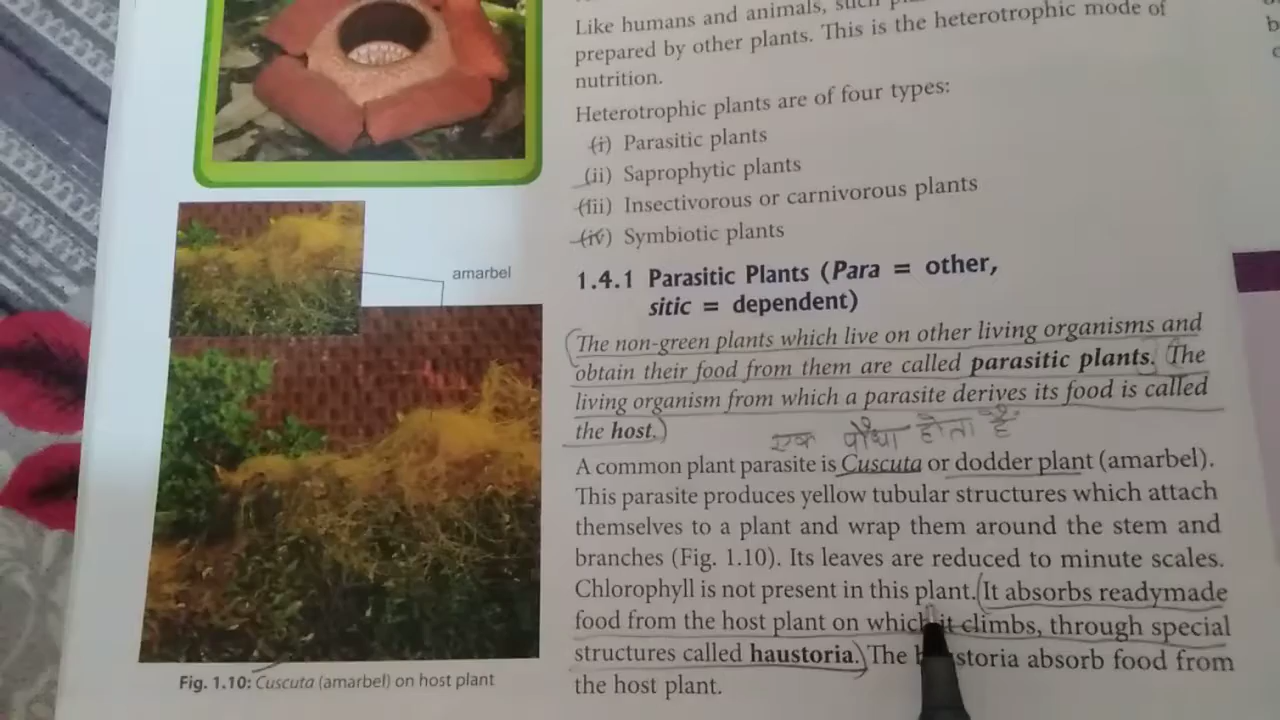 Like humans and animals, such
prepared by other plants. This is the heterotrophic mode of
nutrition.
Heterotrophic plants are of four types:
(i) Parasitic plants
(ii) Saprophytic plants
(iii) Insectivorous or carnivorous plants
(iv) Symbiotic plants
amarbel
1.4.1 Parasitic Plants (Para = other,
sitic = dependent)
The non-green plants which live on other living organisms and
obtain their food from them are called parasitic plants. The
living organism from which a parasite derives its food is called
the host.
एक पौधा होता है
A common plant parasite is Cuscuta or dodder plant (amarbel).
This parasite produces yellow tubular structures which attach
themselves to a plant and wrap them around the stem and
branches (Fig. 1.10). Its leaves are reduced to minute scales.
Chlorophyll is not present in this plant. It absorbs readymade
food from the host plant on which it climbs, through special
structures called haustoria. The haustoria absorb food from
the host plant.
Fig. 1.10: Cuscuta (amarbel) on host plant